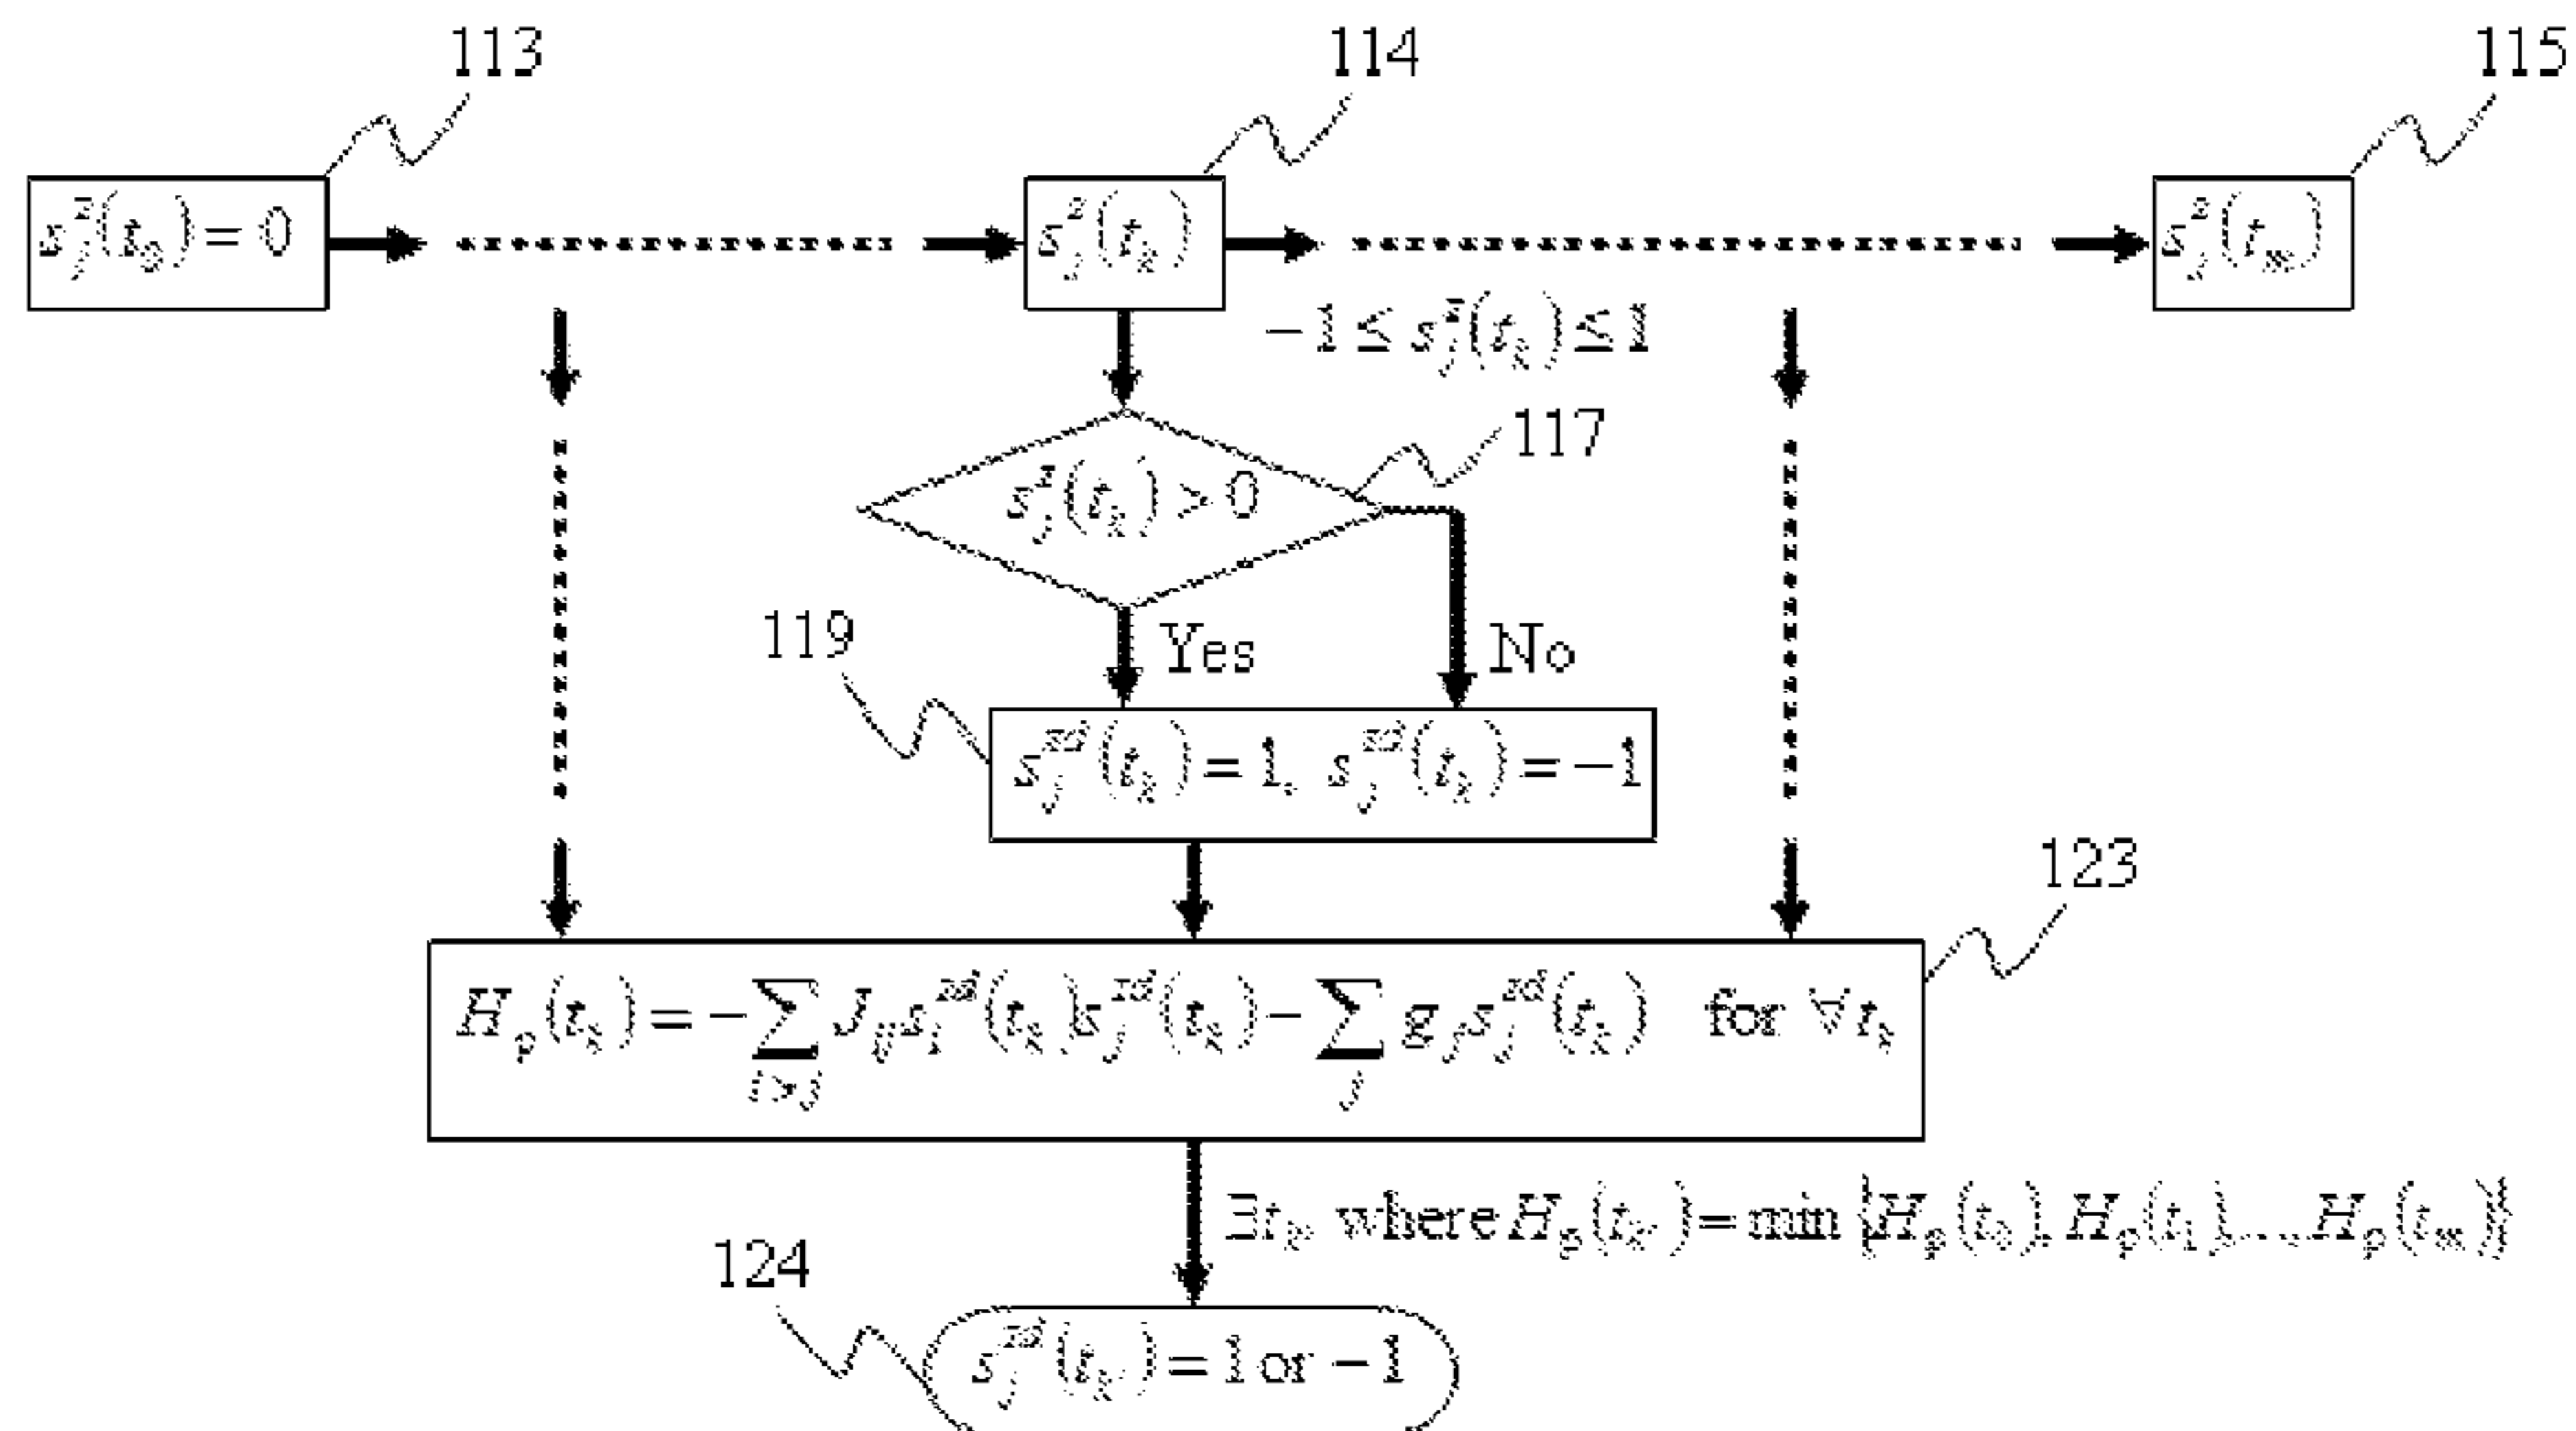 113
114
115
s_j^z(t_0) = 0
s_j^z(t_k)
s_j^z(t_m)
−1 ≤ s_j^z(t_k) ≤ 1
117
s_j^z(t_k) > 0
119
Yes
No
s_j^{zd}(t_k) = 1, s_j^{zd}(t_k) = −1
123
H_p(t_k) = −∑_{i>j} J_{ij} s_i^{zd}(t_k) s_j^{zd}(t_k) − ∑_j g_j s_j^{zd}(t_k) for ∀t_k
∃t_{k'} where H_p(t_{k'}) = min {H_p(t_0), H_p(t_1), ..., H_p(t_m)}
124
s_j^{zd}(t_{k'}) = 1 or −1